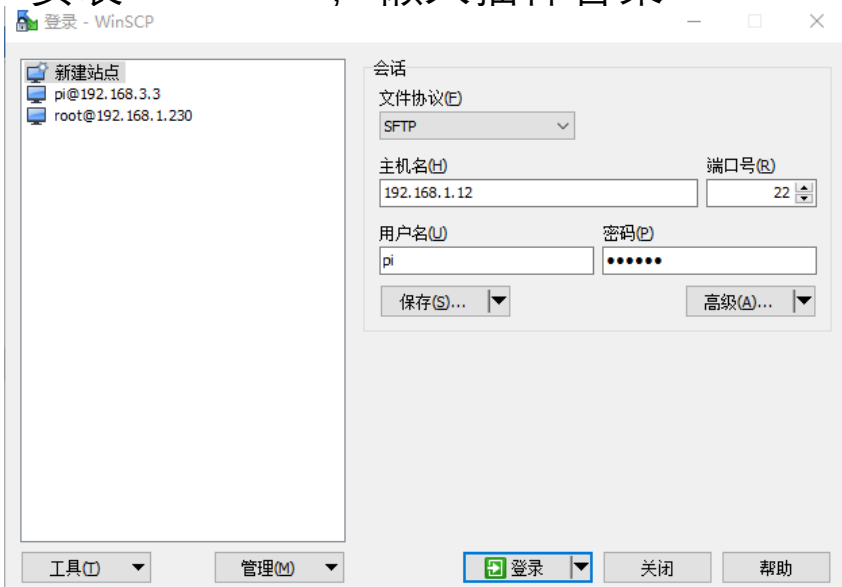 登录 - WinSCP
新建站点
pi@192.168.3.3
root@192.168.1.230
会话
文件协议(F)
SFTP
主机名(H)
端口号(R)
192.168.1.12
22
用户名(U)
密码(P)
pi
••••••
保存(S)...
高级(A)...
工具(T)
管理(M)
登录
关闭
帮助